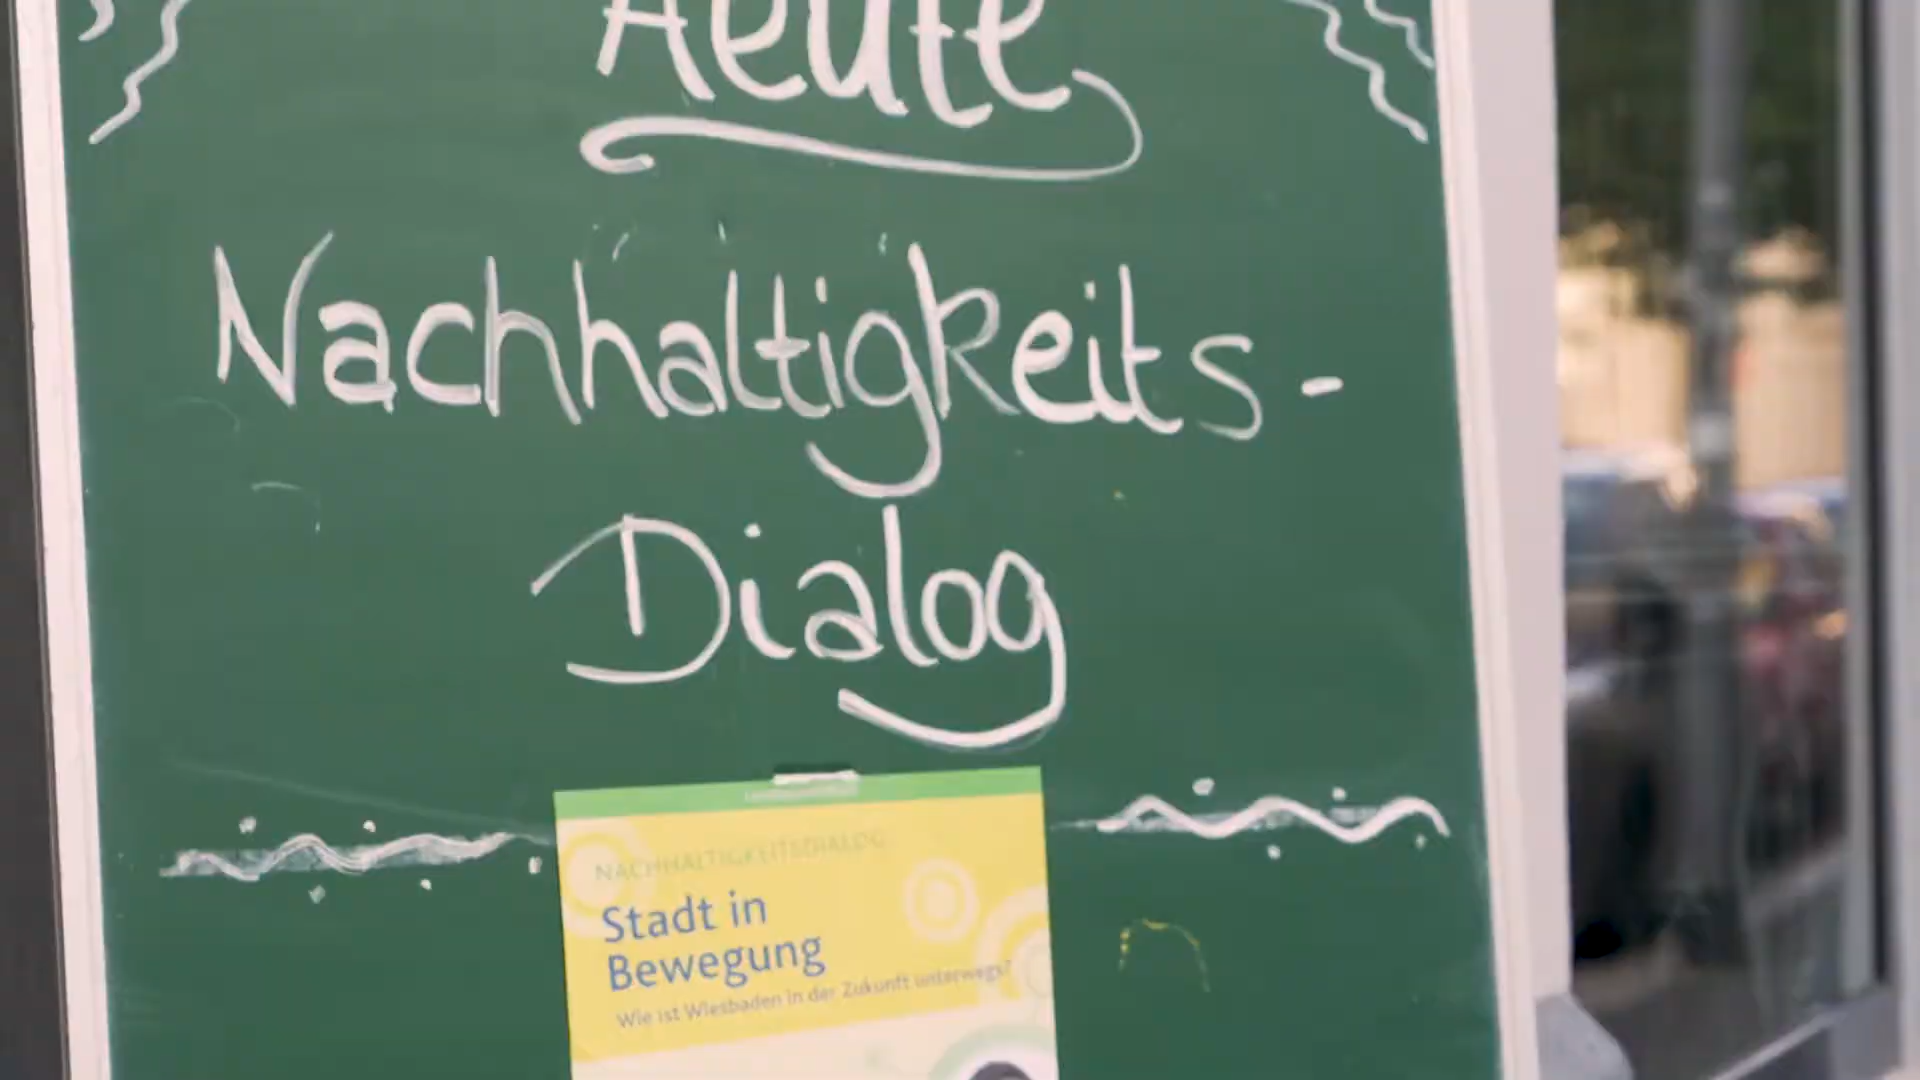 Heute
Nachhaltigkeits-
Dialog
NACHHALTIGKEITSDIALOG
Stadt in
Bewegung
Wie ist Wiesbaden in der Zukunft unterwegs?